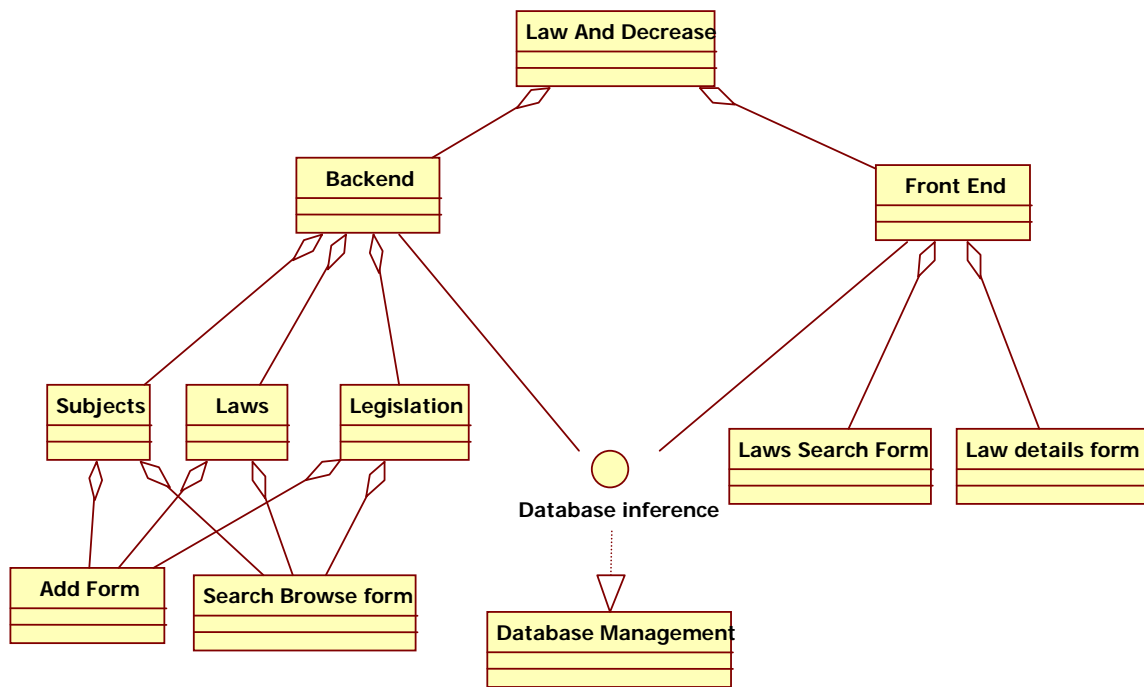 Law And Decrease
Backend
Front End
Subjects
Laws
Legislation
Laws Search Form
Law details form
Database inference
Add Form
Search Browse form
Database Management